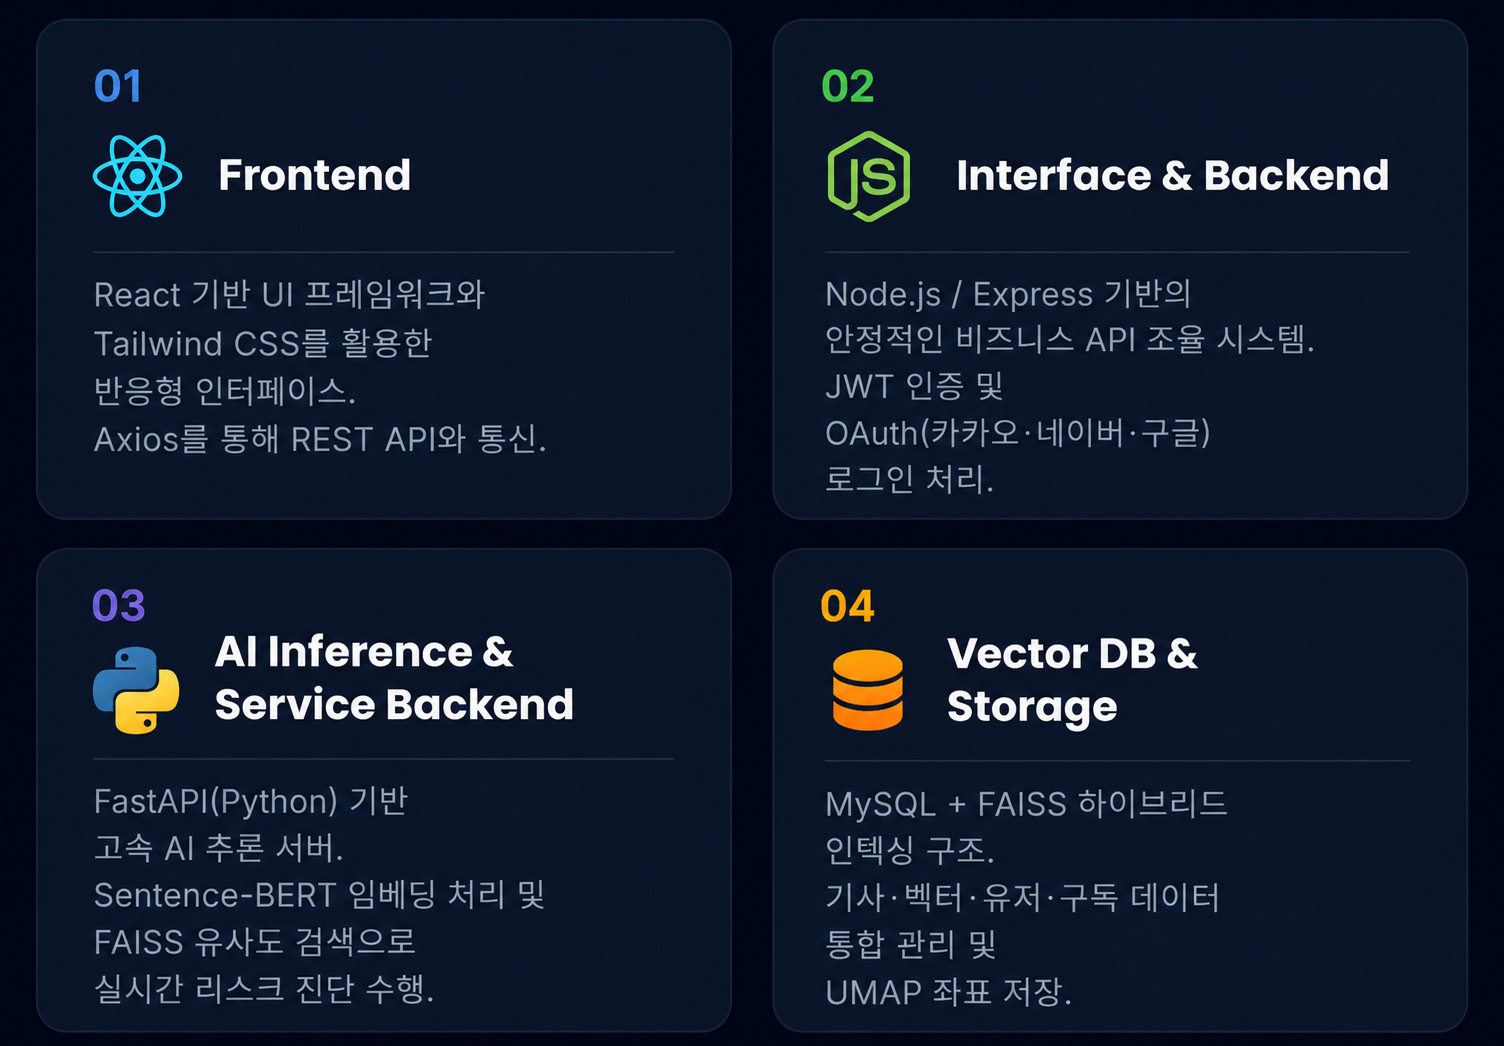 01
Frontend
React 기반 UI 프레임워크와
Tailwind CSS를 활용한
반응형 인터페이스.
Axios를 통해 REST API와 통신.
02
JS
Interface & Backend
Node.js / Express 기반의
안정적인 비즈니스 API 조율 시스템.
JWT 인증 및
OAuth(카카오·네이버·구글)
로그인 처리.
03
AI Inference &
Service Backend
FastAPI(Python) 기반
고속 AI 추론 서버.
Sentence-BERT 임베딩 처리 및
FAISS 유사도 검색으로
실시간 리스크 진단 수행.
04
Vector DB &
Storage
MySQL + FAISS 하이브리드
인텍싱 구조.
기사·벡터·유저·구독 데이터
통합 관리 및
UMAP 좌표 저장.